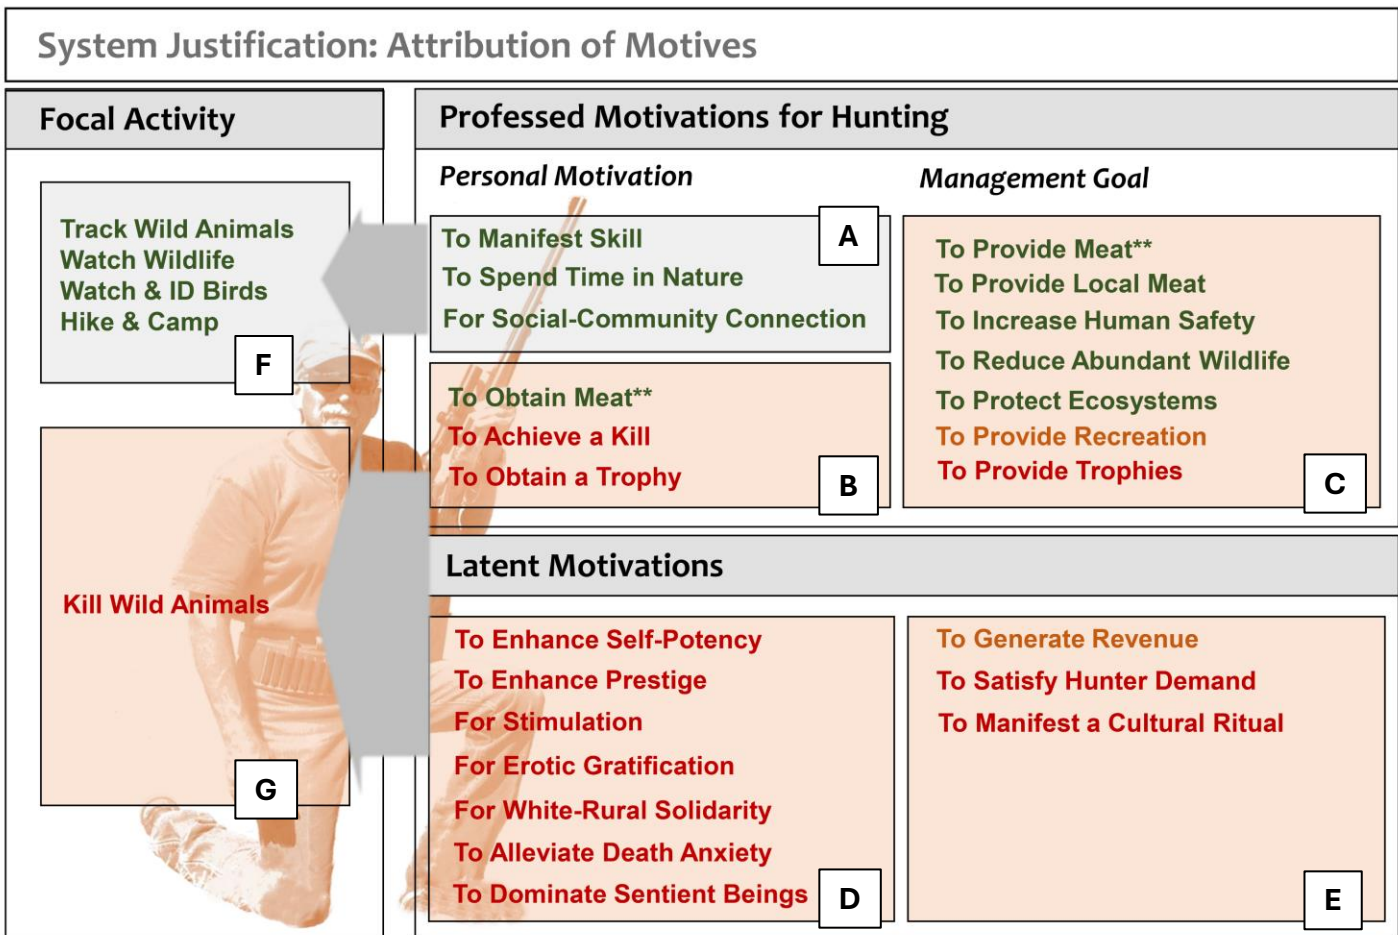 System Justification: Attribution of Motives
Focal Activity
Track Wild Animals
Watch Wildlife
Watch & ID Birds
Hike & Camp
F
Kill Wild Animals
G
Professed Motivations for Hunting
Personal Motivation
To Manifest Skill
To Spend Time in Nature
For Social-Community Connection
A
To Obtain Meat**
To Achieve a Kill
To Obtain a Trophy
B
Management Goal
To Provide Meat**
To Provide Local Meat
To Increase Human Safety
To Reduce Abundant Wildlife
To Protect Ecosystems
To Provide Recreation
To Provide Trophies
C
Latent Motivations
To Enhance Self-Potency
To Enhance Prestige
For Stimulation
For Erotic Gratification
For White-Rural Solidarity
To Alleviate Death Anxiety
To Dominate Sentient Beings
D
To Generate Revenue
To Satisfy Hunter Demand
To Manifest a Cultural Ritual
E